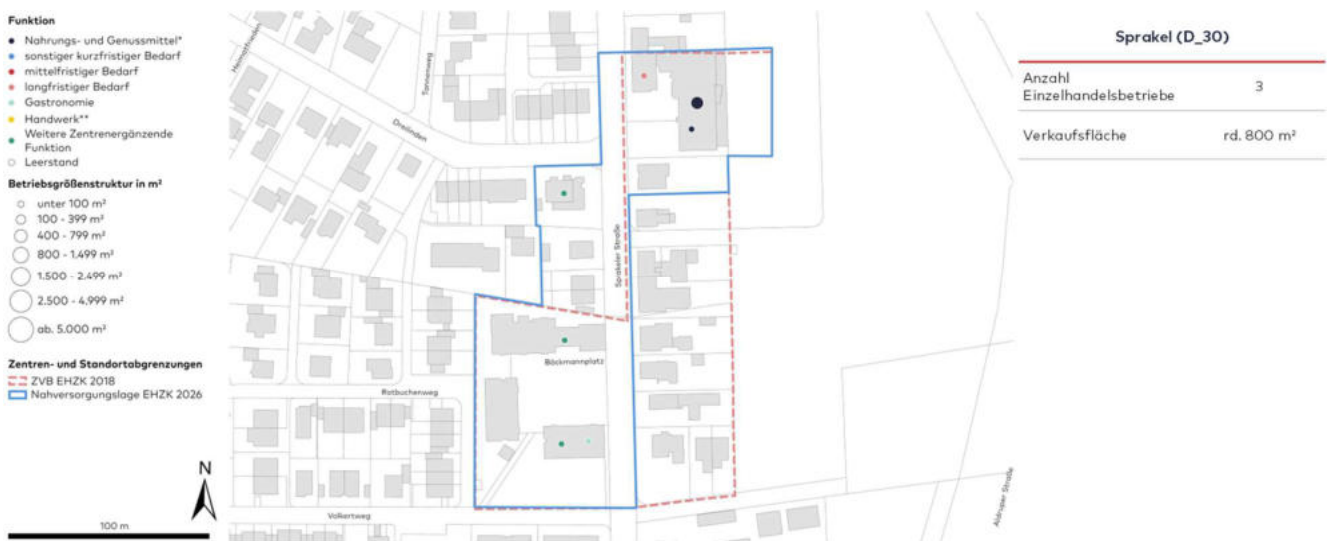 Funktion
Nahrungs- und Genussmittel*
sonstiger kurzfristiger Bedarf
mittelfristiger Bedarf
langfristiger Bedarf
Gastronomie
Handwerk**
Weitere Zentrenergänzende
Funktion
Leerstand
Betriebsgrößenstruktur in m²
unter 100 m²
100 - 399 m²
400 - 799 m²
800 - 1.499 m²
1.500 - 2.499 m²
2.500 - 4.999 m²
ab. 5.000 m²
Zentren- und Standortabgrenzungen
ZVB EHZK 2018
Nahversorgungslage EHZK 2026
N
100 m
Heimstfrieden
Tannenweg
Dreilinden
Sprakeler Straße
Böckmannplatz
Rotbuchenweg
Volkertweg
Aldruper Straße
Sprakel (D_30)
Anzahl
Einzelhandelsbetriebe 3
Verkaufsfläche rd. 800 m²